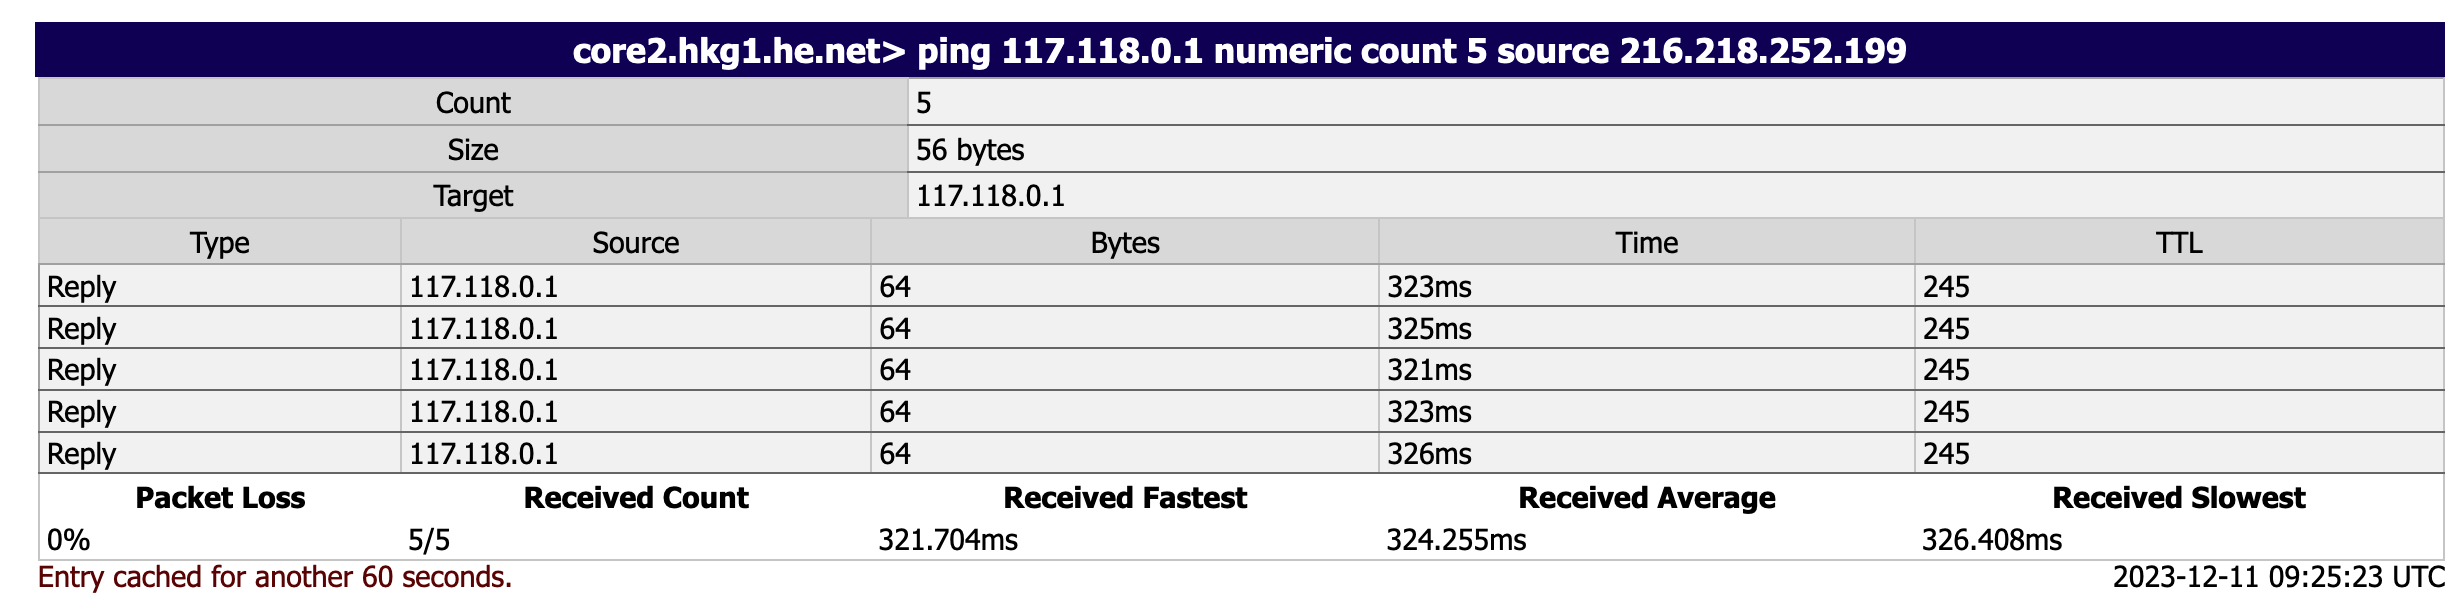 core2.hkg1.he.net> ping 117.118.0.1 numeric count 5 source 216.218.252.199
Count 5
Size 56 bytes
Target 117.118.0.1
Type Source Bytes Time TTL
Reply 117.118.0.1 64 323ms 245
Reply 117.118.0.1 64 325ms 245
Reply 117.118.0.1 64 321ms 245
Reply 117.118.0.1 64 323ms 245
Reply 117.118.0.1 64 326ms 245
Packet Loss Received Count Received Fastest Received Average Received Slowest
0% 5/5 321.704ms 324.255ms 326.408ms
Entry cached for another 60 seconds. 2023-12-11 09:25:23 UTC